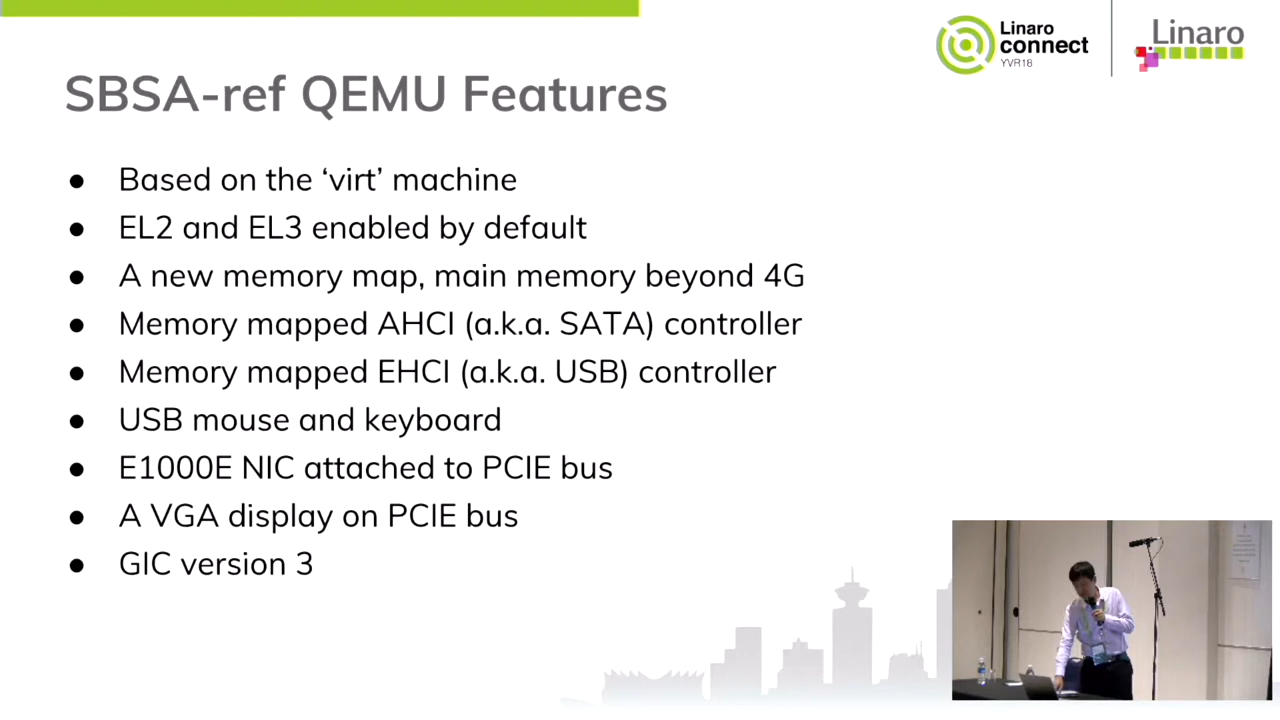 Linaro
connect
YVR18
Linaro
SBSA-ref QEMU Features
● Based on the ‘virt’ machine
● EL2 and EL3 enabled by default
● A new memory map, main memory beyond 4G
● Memory mapped AHCI (a.k.a. SATA) controller
● Memory mapped EHCI (a.k.a. USB) controller
● USB mouse and keyboard
● E1000E NIC attached to PCIE bus
● A VGA display on PCIE bus
● GIC version 3